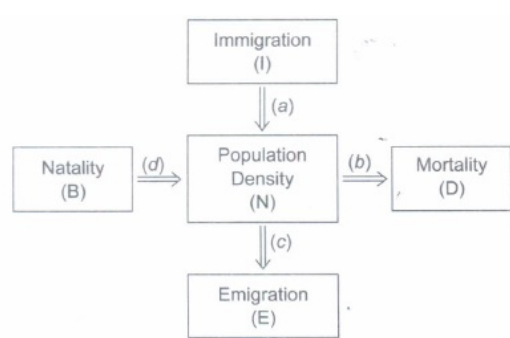 Immigration
(I)
(a)
Natality
(B)
(d)
Population
Density
(N)
(b)
Mortality
(D)
(c)
Emigration
(E)